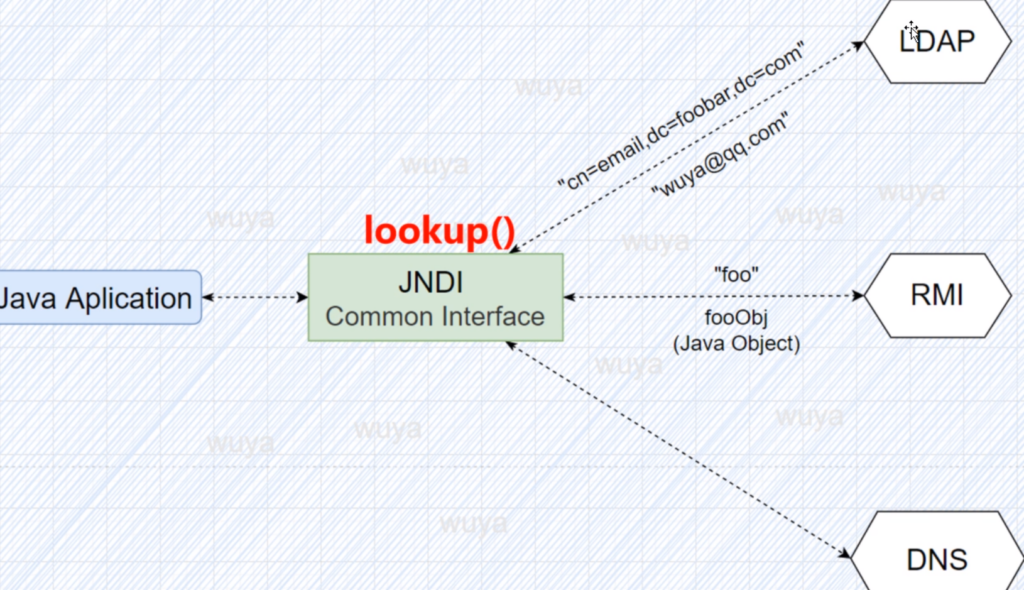 LDAP
"cn=email,dc=foobar,dc=com"
"wuya@qq.com"
lookup()
JNDI
Common Interface
Java Aplication
"foo"
fooObj
(Java Object)
RMI
DNS
wuya
wuya
wuya
wuya
wuya
wuya
wuya
wuya
wuya
wuya
wuya